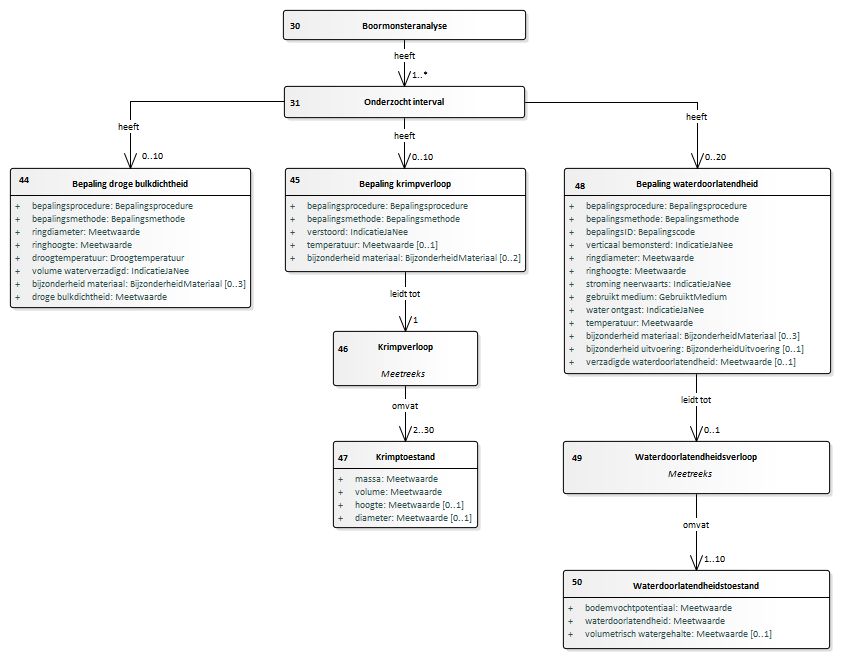 30 Boormonsteranalyse
heeft
1..*
31 Onderzocht interval
heeft
0..10
44 Bepaling droge bulkdichtheid
+ bepalingsprocedure: Bepalingsprocedure
+ bepalingsmethode: Bepalingsmethode
+ ringdiameter: Meetwaarde
+ ringhoogte: Meetwaarde
+ droogtemperatuur: Droogtemperatuur
+ volume waterverzadigd: IndicatieJaNee
+ bijzonderheid materiaal: BijzonderheidMateriaal [0..3]
+ droge bulkdichtheid: Meetwaarde
heeft
0..10
45 Bepaling krimpverloop
+ bepalingsprocedure: Bepalingsprocedure
+ bepalingsmethode: Bepalingsmethode
+ verstoord: IndicatieJaNee
+ temperatuur: Meetwaarde [0..1]
+ bijzonderheid materiaal: BijzonderheidMateriaal [0..2]
leidt tot
1
46 Krimpverloop
Meetreeks
omvat
2..30
47 Krimptoestand
+ massa: Meetwaarde
+ volume: Meetwaarde
+ hoogte: Meetwaarde [0..1]
+ diameter: Meetwaarde [0..1]
heeft
0..20
48 Bepaling waterdoorlatendheid
+ bepalingsprocedure: Bepalingsprocedure
+ bepalingsmethode: Bepalingsmethode
+ bepalingsID: Bepalingscode
+ verticaal bemonsterd: IndicatieJaNee
+ ringdiameter: Meetwaarde
+ ringhoogte: Meetwaarde
+ stroming neerwaarts: IndicatieJaNee
+ gebruikt medium: GebruiktMedium
+ water ontgast: IndicatieJaNee
+ temperatuur: Meetwaarde
+ bijzonderheid materiaal: BijzonderheidMateriaal [0..3]
+ bijzonderheid uitvoering: BijzonderheidUitvoering [0..1]
+ verzadigde waterdoorlatendheid: Meetwaarde [0..1]
leidt tot
0..1
49 Waterdoorlatendheidsverloop
Meetreeks
omvat
1..10
50 Waterdoorlatendheidstoestand
+ bodemvochtpotentiaal: Meetwaarde
+ waterdoorlatendheid: Meetwaarde
+ volumetrisch watergehalte: Meetwaarde [0..1]